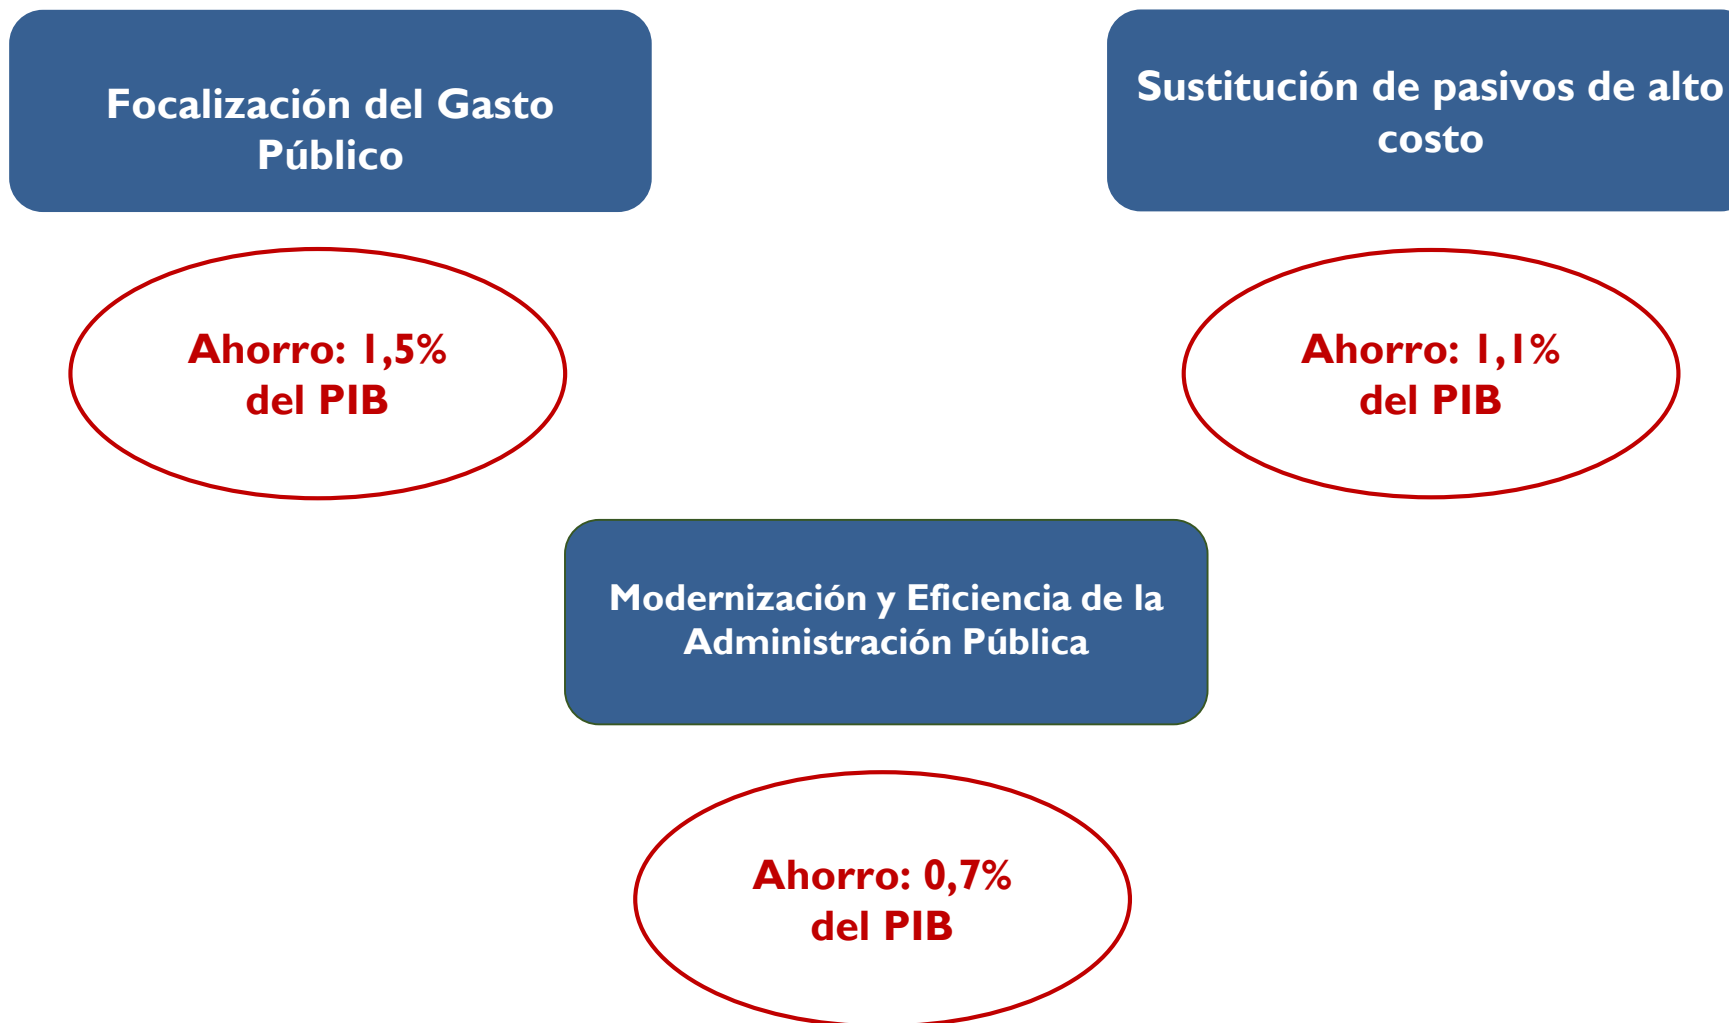 Focalización del Gasto
Público
Sustitución de pasivos de alto
costo
Ahorro: 1,5%
del PIB
Ahorro: 1,1%
del PIB
Modernización y Eficiencia de la
Administración Pública
Ahorro: 0,7%
del PIB